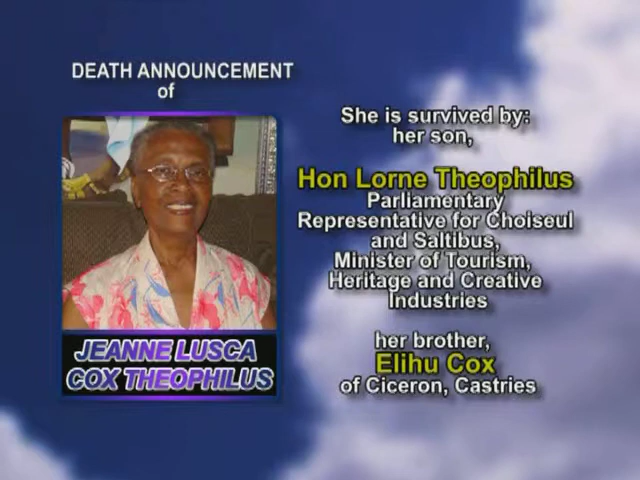 DEATH ANNOUNCEMENT
of
JEANNE LUSCA
COX THEOPHILUS
She is survived by:
her son,
Hon Lorne Theophilus
Parliamentary
Representative for Choiseul
and Saltibus,
Minister of Tourism,
Heritage and Creative
Industries
her brother,
Elihu Cox
of Ciceron, Castries